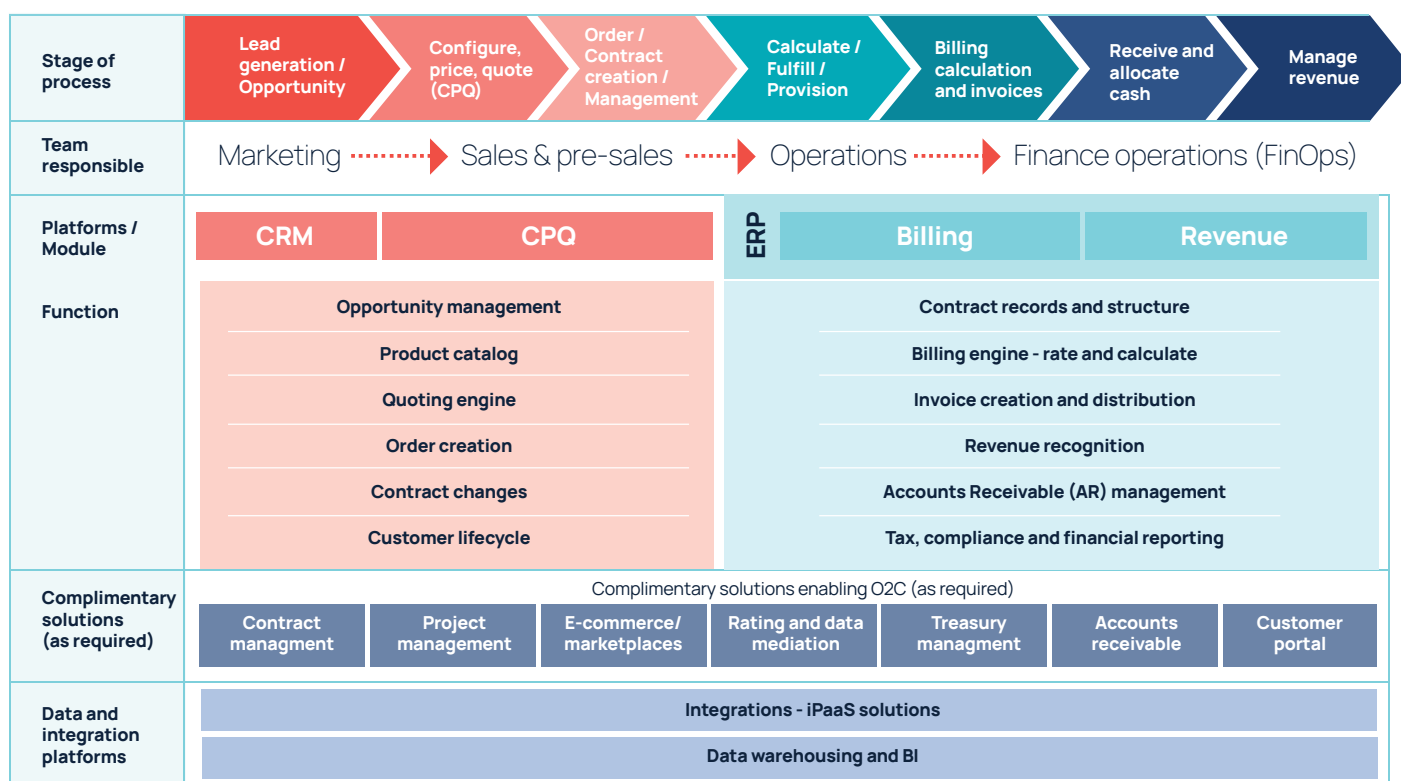 Stage of
process
Lead
generation /
Opportunity
Configure,
price, quote
(CPQ)
Order /
Contract
creation /
Management
Calculate /
Fulfill /
Provision
Billing
calculation
and invoices
Receive and
allocate
cash
Manage
revenue
Team
responsible
Marketing
Sales & pre-sales
Operations
Finance operations (FinOps)
Platforms /
Module
CRM
CPQ
ERP
Billing
Revenue
Function
Opportunity management
Product catalog
Quoting engine
Order creation
Contract changes
Customer lifecycle
Contract records and structure
Billing engine - rate and calculate
Invoice creation and distribution
Revenue recognition
Accounts Receivable (AR) management
Tax, compliance and financial reporting
Complimentary
solutions
(as required)
Complimentary solutions enabling O2C (as required)
Contract
managment
Project
management
E-commerce/
marketplaces
Rating and data
mediation
Treasury
managment
Accounts
receivable
Customer
portal
Data and
integration
platforms
Integrations - iPaaS solutions
Data warehousing and BI